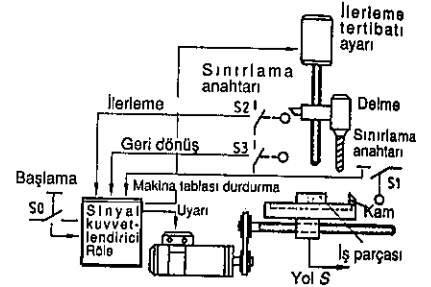 İlerleme
tertibatı
ayarı
Sınırlama
anahtarı
İlerleme
S2
Delme
Geri dönüş
S3
Sınırlama
anahtarı
Makina tablası durdurma
S1
Başlama
S0
Sinyal
kuvvet-
lendirici
Röle
Uyarı
Kam
İş parçası
Yol S